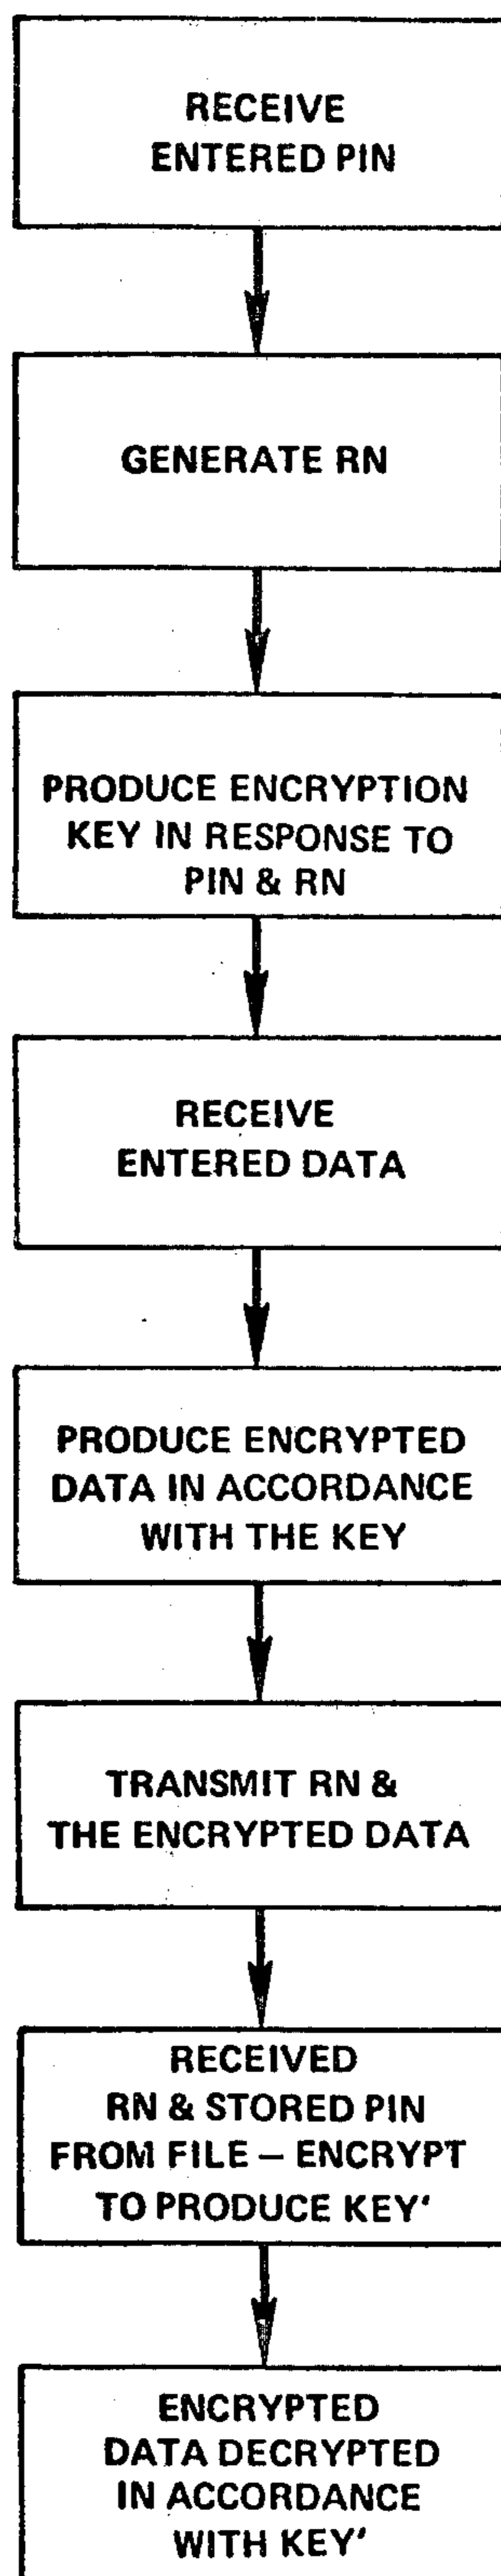 RECEIVE
ENTERED PIN
GENERATE RN
PRODUCE ENCRYPTION
KEY IN RESPONSE TO
PIN & RN
RECEIVE
ENTERED DATA
PRODUCE ENCRYPTED
DATA IN ACCORDANCE
WITH THE KEY
TRANSMIT RN &
THE ENCRYPTED DATA
RECEIVED
RN & STORED PIN
FROM FILE – ENCRYPT
TO PRODUCE KEY'
ENCRYPTED
DATA DECRYPTED
IN ACCORDANCE
WITH KEY'